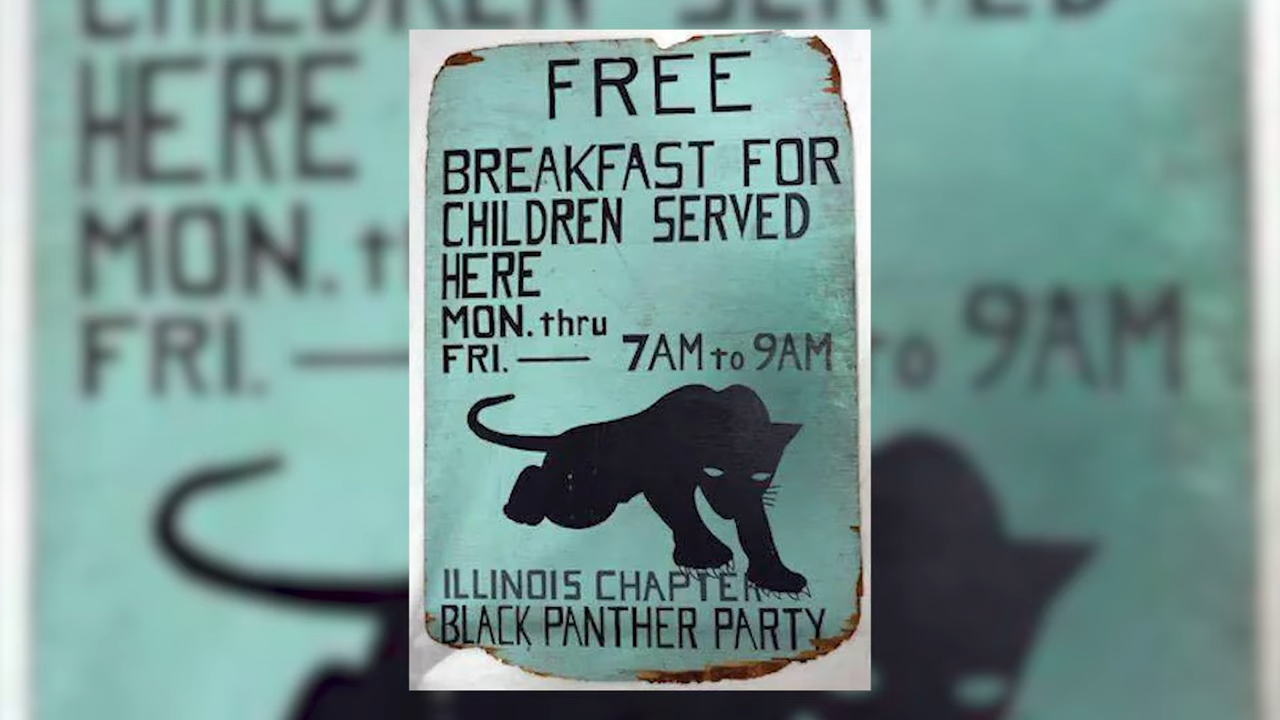 FREE
BREAKFAST FOR
CHILDREN SERVED
HERE
MON. thru
FRI. — 7AM to 9AM
ILLINOIS CHAPTER
BLACK PANTHER PARTY